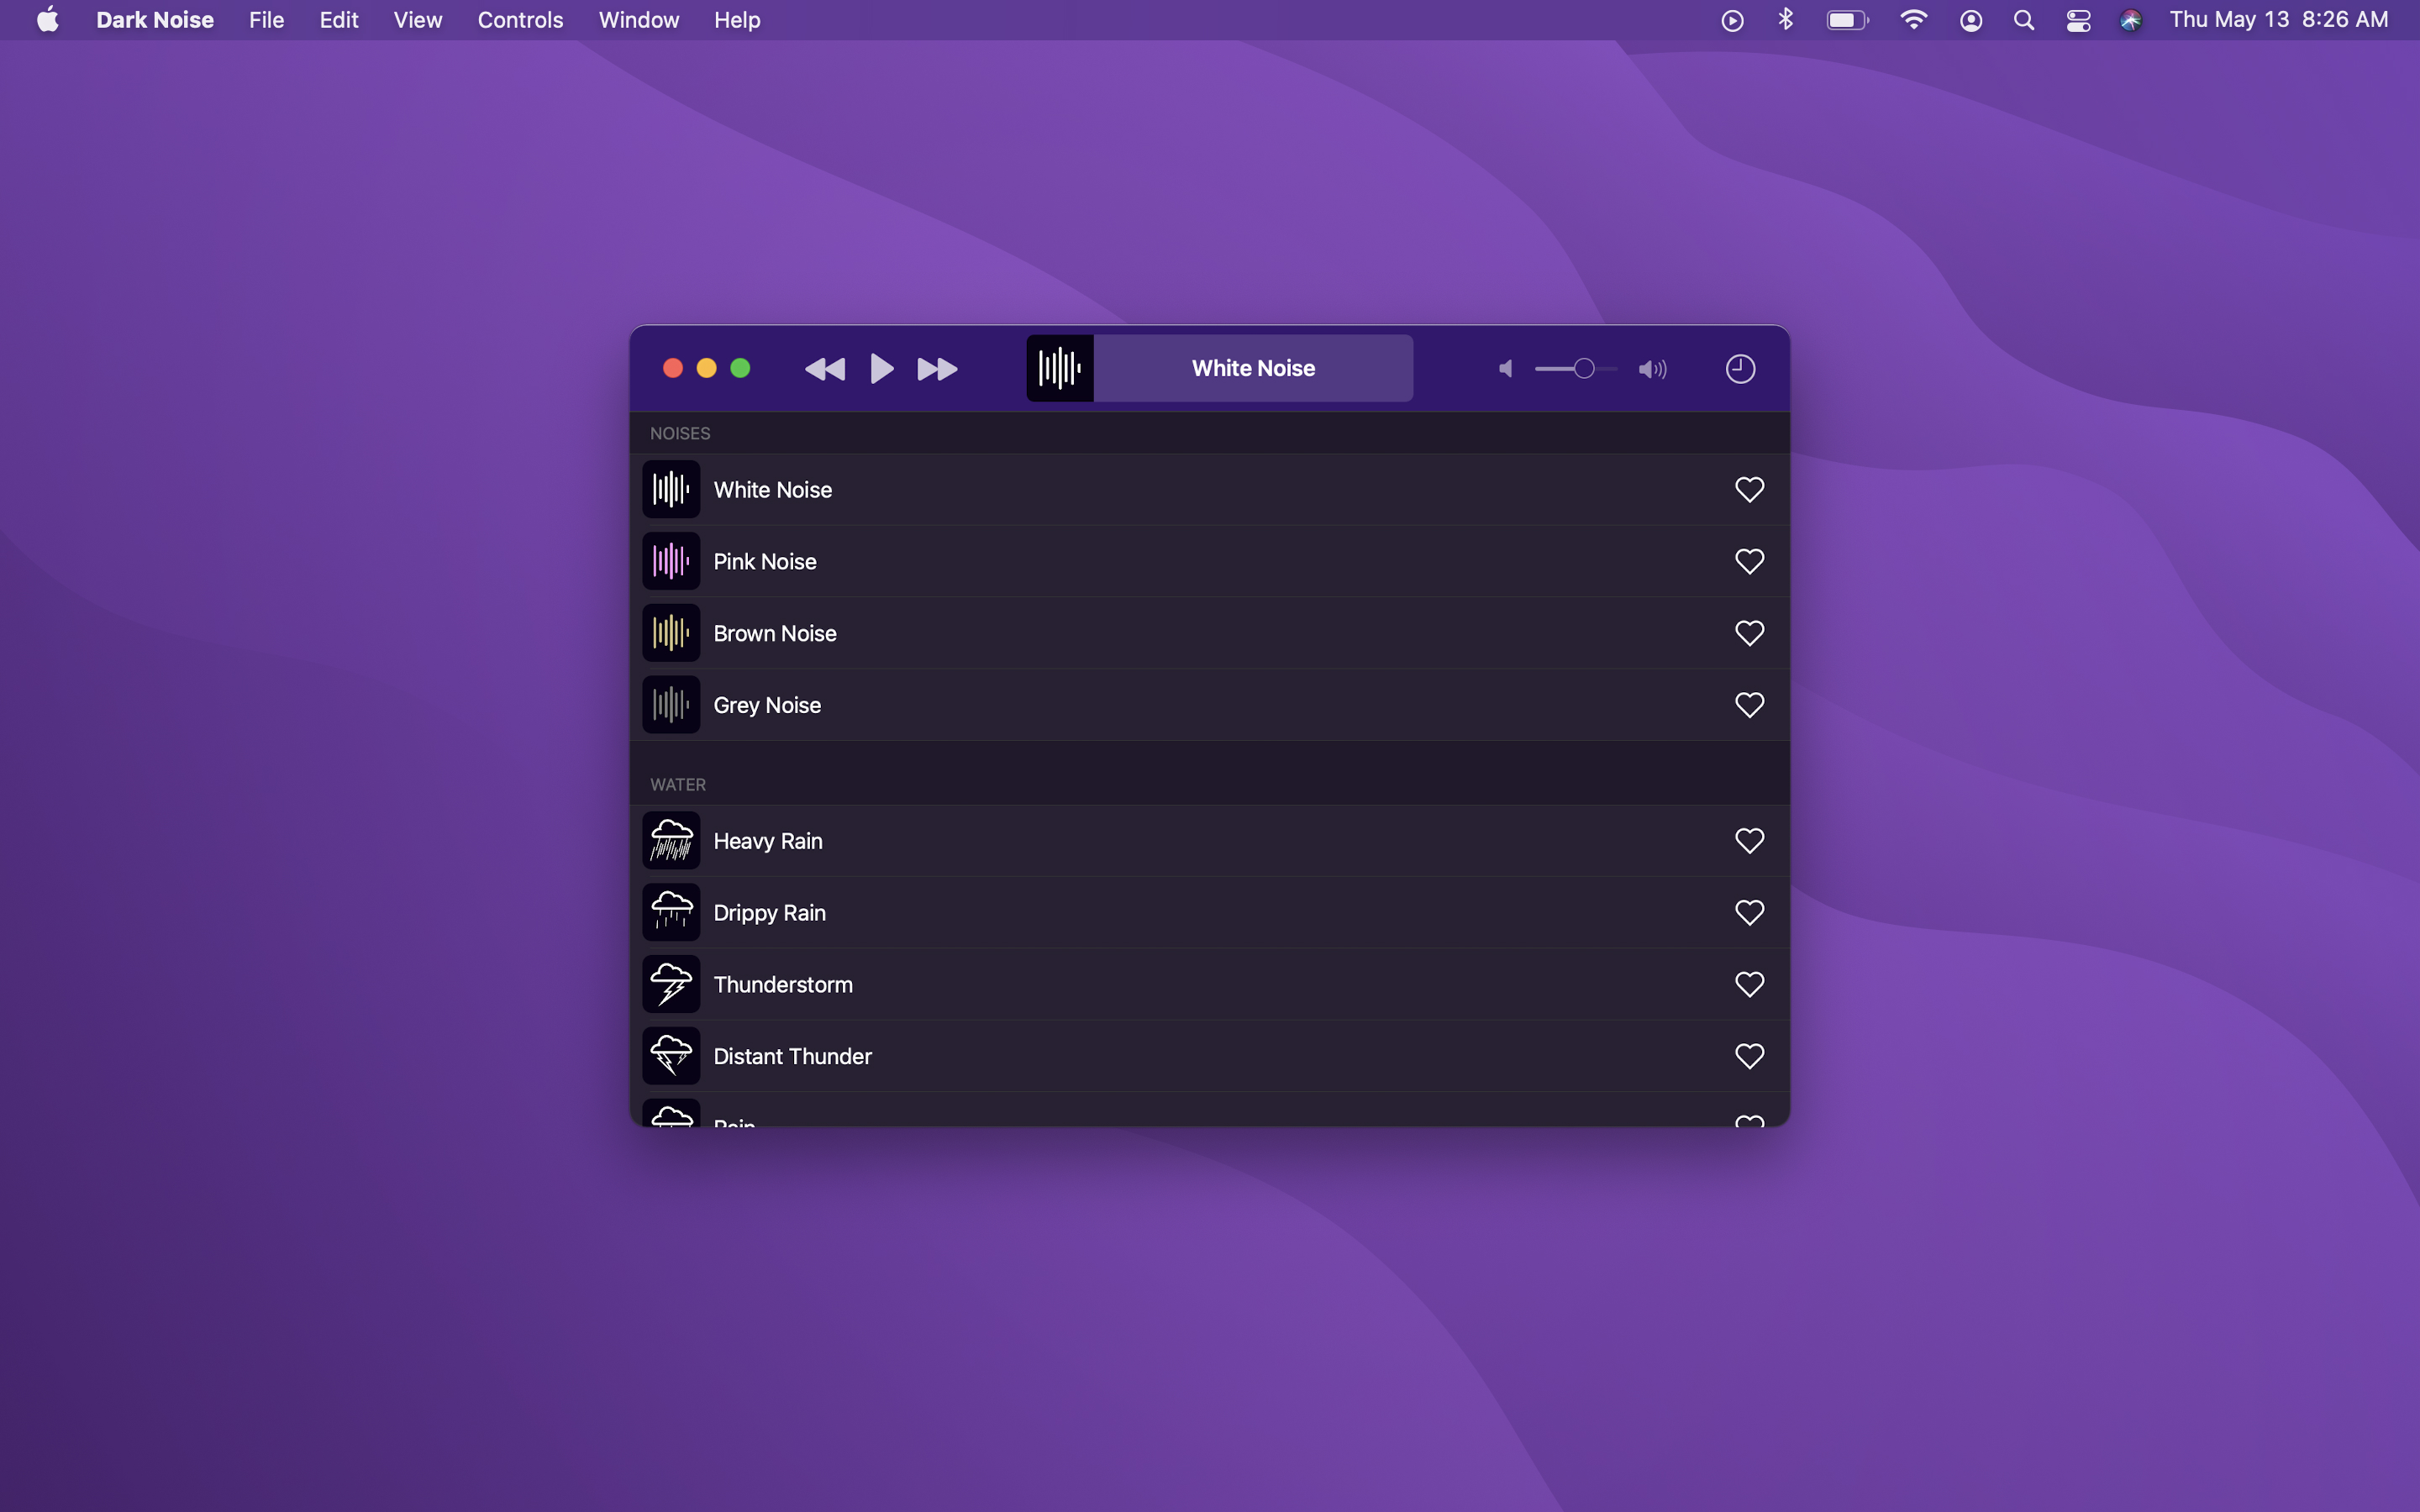 Dark Noise File Edit View Controls Window Help Thu May 13 8:26 AM
White Noise
NOISES
White Noise
Pink Noise
Brown Noise
Grey Noise
WATER
Heavy Rain
Drippy Rain
Thunderstorm
Distant Thunder
Rain